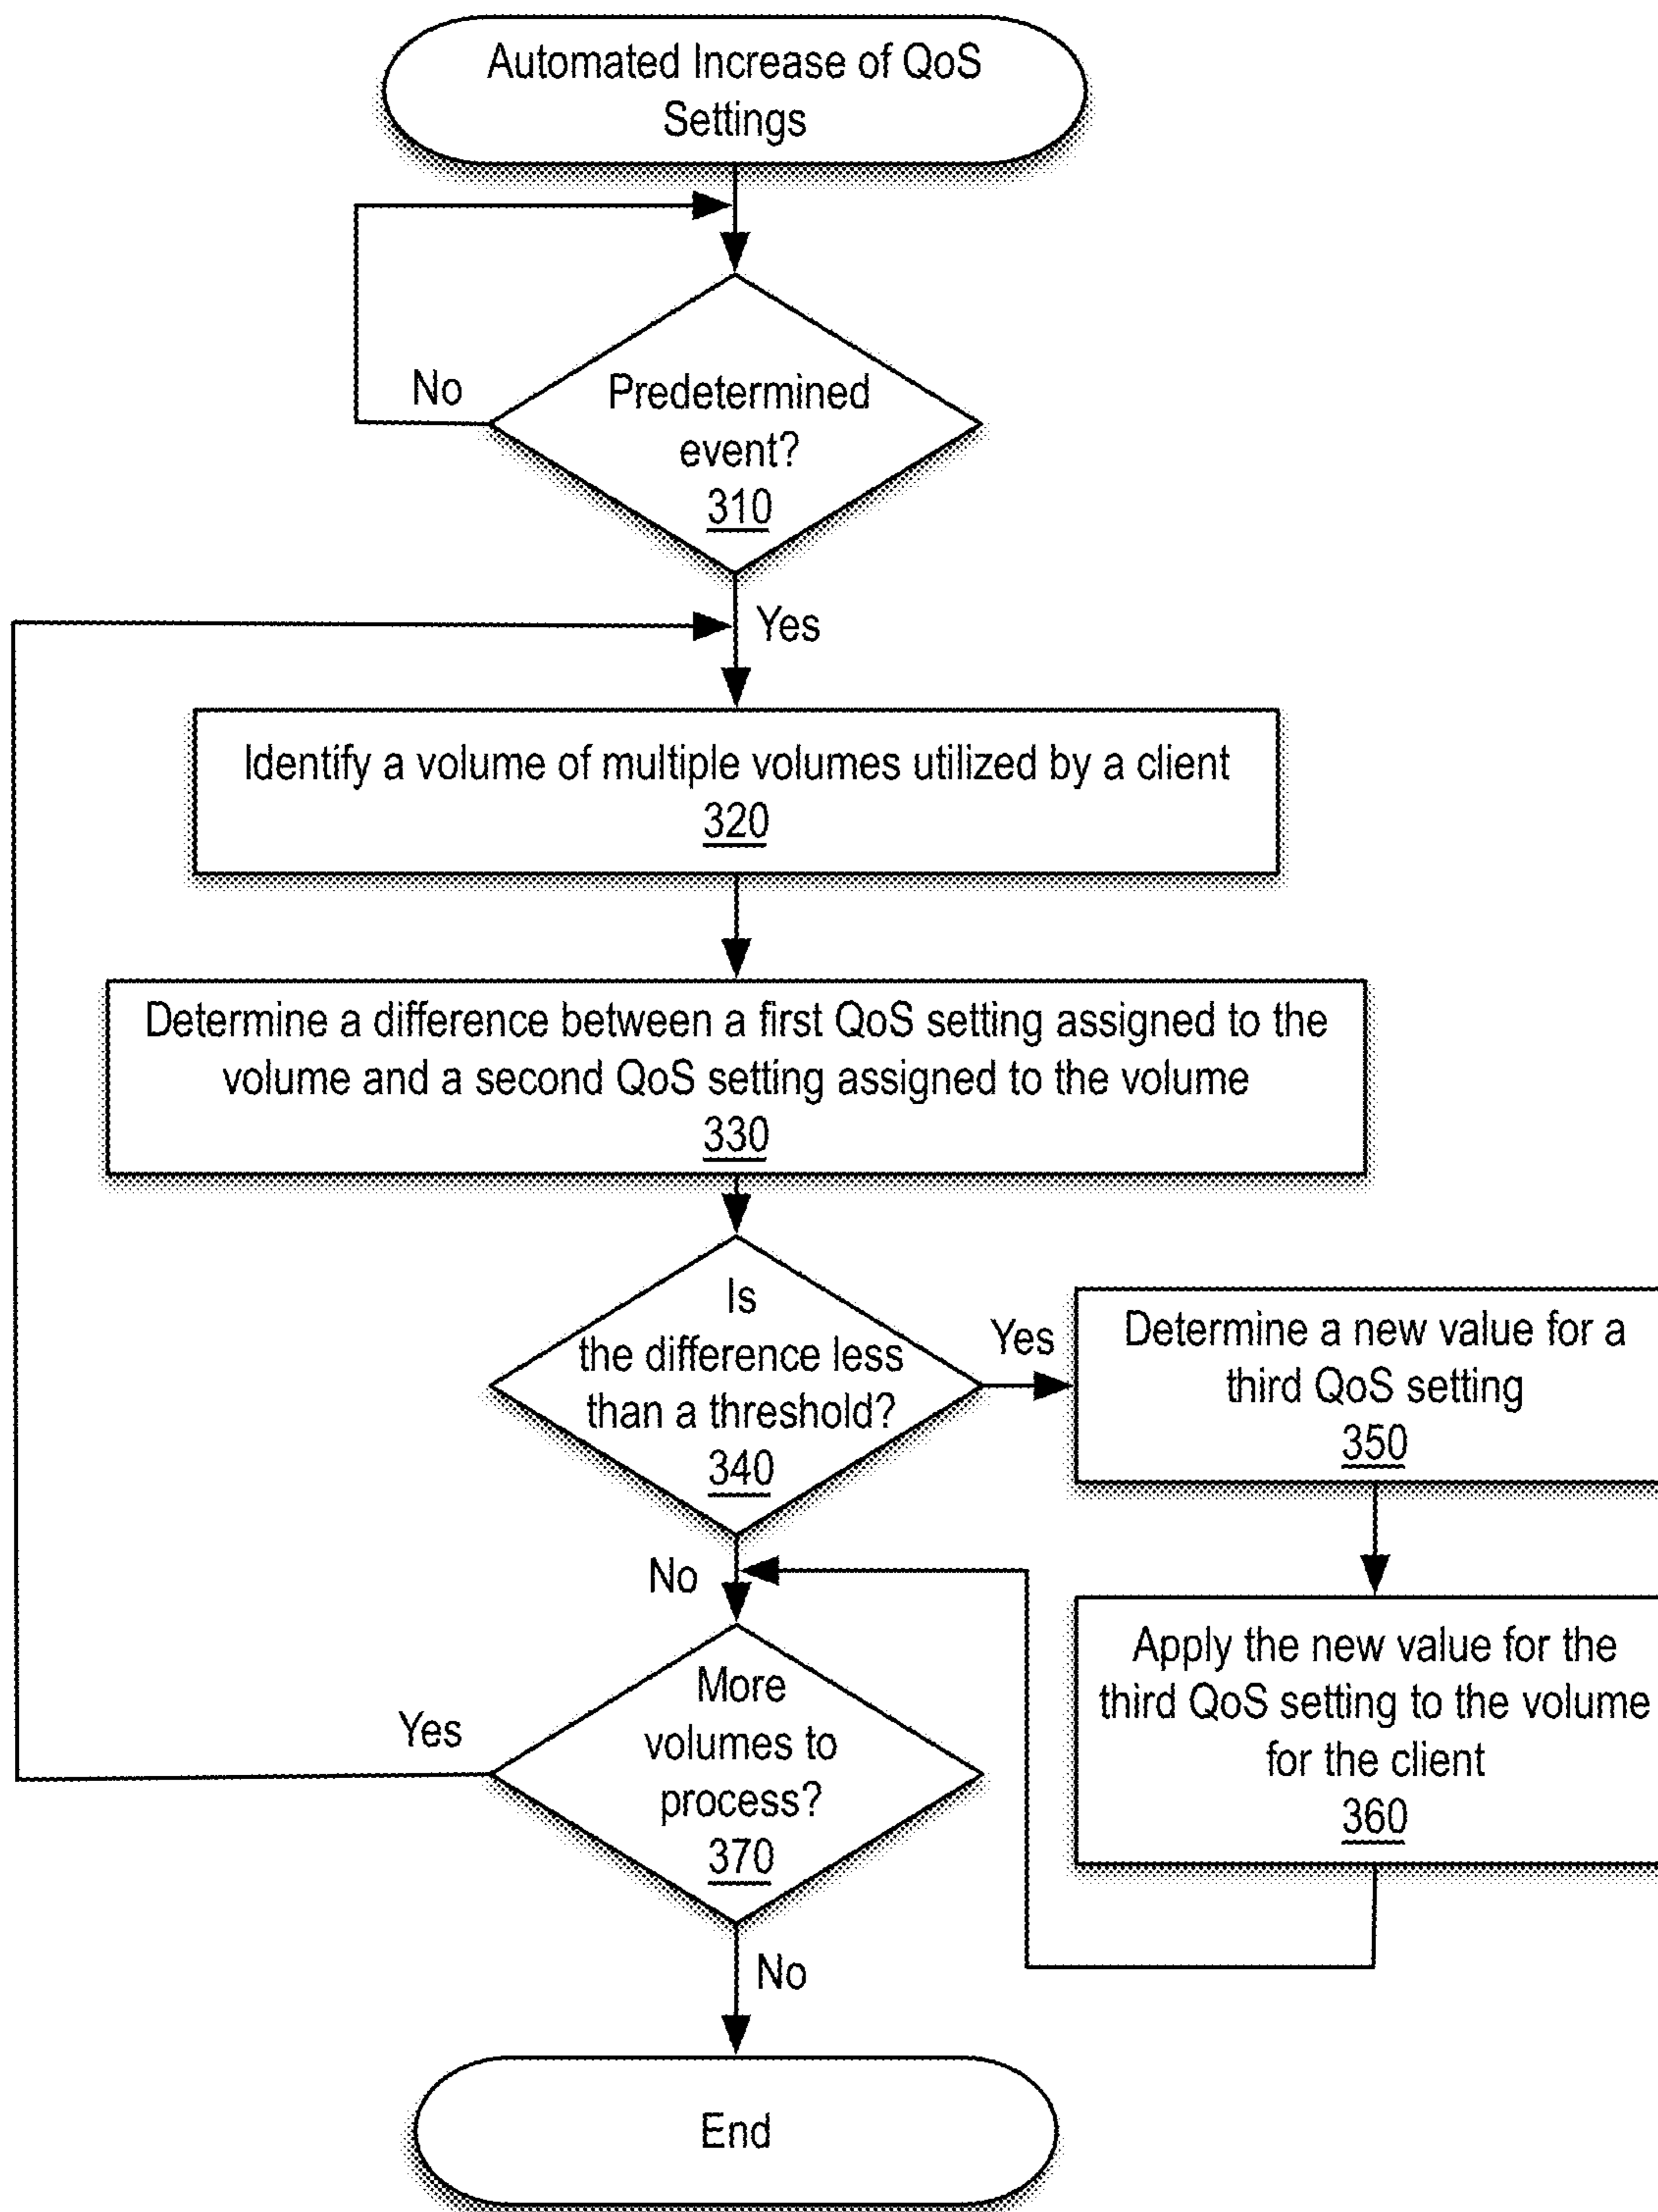 Automated Increase of QoS
Settings
No
Predetermined
event?
310
Yes
Identify a volume of multiple volumes utilized by a client
320
Determine a difference between a first QoS setting assigned to the
volume and a second QoS setting assigned to the volume
330
Is
the difference less
than a threshold?
340
Yes
Determine a new value for a
third QoS setting
350
No
Apply the new value for the
third QoS setting to the volume
for the client
360
More
volumes to
process?
370
Yes
No
End